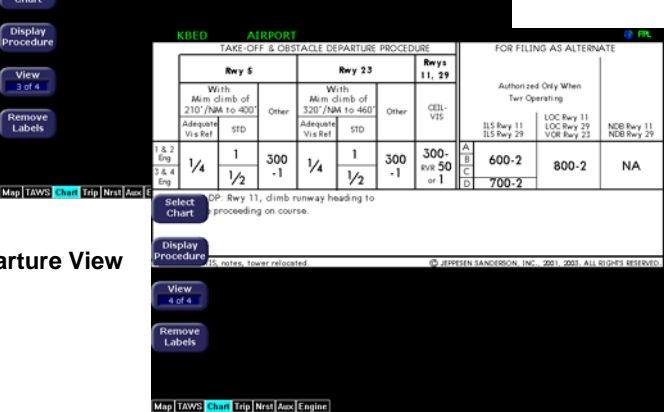 Chart
Display
Procedure
View
3 of 4
Remove
Labels
Map TAWS Chart Trip Nrst Aux E
arture View
KBED AIRPORT FPL
TAKE-OFF & OBSTACLE DEPARTURE PROCEDURE
FOR FILING AS ALTERNATE
Rwy 5
Rwy 23
Rwys
11, 29
With
Mim climb of
210'/NM to 400'
Other
With
Mim climb of
320'/NM to 460'
Other
CEIL-
VIS
Authorized Only When
Twr Operating
Adequate
Vis Ref
STD
Adequate
Vis Ref
STD
ILS Rwy 11
ILS Rwy 29
LOC Rwy 11
LOC Rwy 29
VOR Rwy 23
NDB Rwy 11
NDB Rwy 29
1 & 2
Eng
3 & 4
Eng
1/4
1
1/2
300
-1
1/4
1
1/2
300
-1
300-
RVR 50
or 1
A
B
C
D
600-2
700-2
800-2
NA
DP: Rwy 11, climb runway heading to
proceeding on course.
Select
Chart
Display
Procedure
IS, notes, tower relocated.
© JEPPESEN SANDERSON, INC., 2001, 2003. ALL RIGHTS RESERVED.
View
4 of 4
Remove
Labels
Map TAWS Chart Trip Nrst Aux Engine